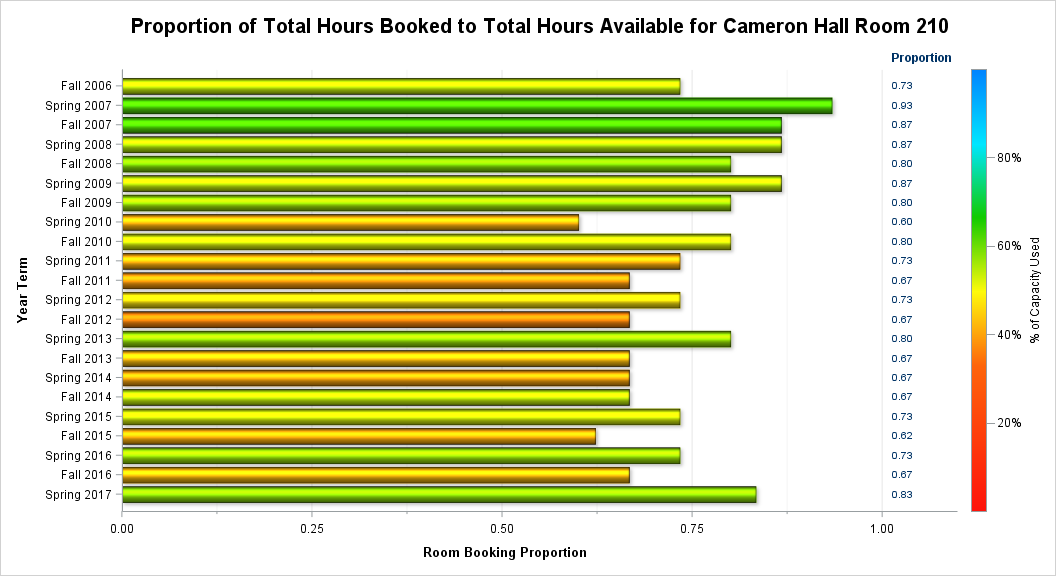 Proportion of Total Hours Booked to Total Hours Available for Cameron Hall Room 210
Proportion
Fall 2006 0.73
Spring 2007 0.93
Fall 2007 0.87
Spring 2008 0.87
Fall 2008 0.80
Spring 2009 0.87
Fall 2009 0.80
Spring 2010 0.60
Fall 2010 0.80
Spring 2011 0.73
Fall 2011 0.67
Spring 2012 0.73
Fall 2012 0.67
Spring 2013 0.80
Fall 2013 0.67
Spring 2014 0.67
Fall 2014 0.67
Spring 2015 0.73
Fall 2015 0.62
Spring 2016 0.73
Fall 2016 0.67
Spring 2017 0.83
Year Term
80%
60%
40%
20%
% of Capacity Used
0.00 0.25 0.50 0.75 1.00
Room Booking Proportion